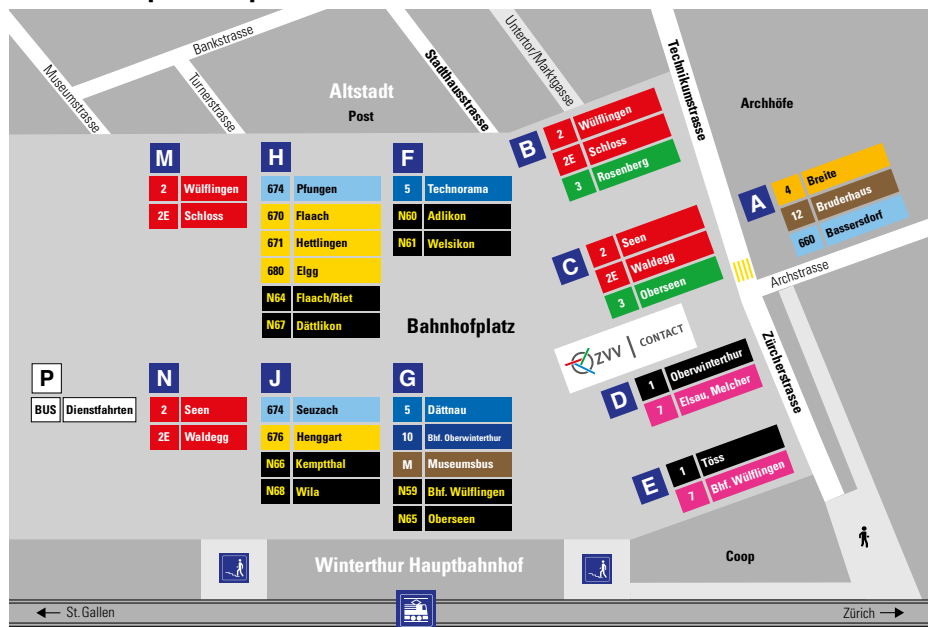 Museumstrasse
Bankstrasse
Turnerstrasse
Stadthausstrasse
Untertor/Marktgasse
Technikumstrasse
Altstadt
Post
Archhöfe
M
2 Wülflingen
2E Schloss
H
674 Pfungen
670 Flaach
671 Hettlingen
680 Elgg
N64 Flaach/Riet
N67 Dättlikon
F
5 Technorama
N60 Adlikon
N61 Welsikon
B
2 Wülflingen
2E Schloss
3 Rosenberg
A
4 Breite
12 Bruderhaus
660 Bassersdorf
C
2 Seen
2E Waldegg
3 Oberseen
Archstrasse
Bahnhofplatz
ZVV | CONTACT
Zürcherstrasse
P
BUS Dienstfahrten
N
2 Seen
2E Waldegg
J
674 Seuzach
676 Henggart
N66 Kemptthal
N68 Wila
G
5 Dättnau
10 Bhf. Oberwinterthur
M Museumsbus
N59 Bhf. Wülflingen
N65 Oberseen
D
1 Oberwinterthur
7 Elsau, Melcher
E
1 Töss
7 Bhf. Wülflingen
Winterthur Hauptbahnhof
Coop
St. Gallen
Zürich